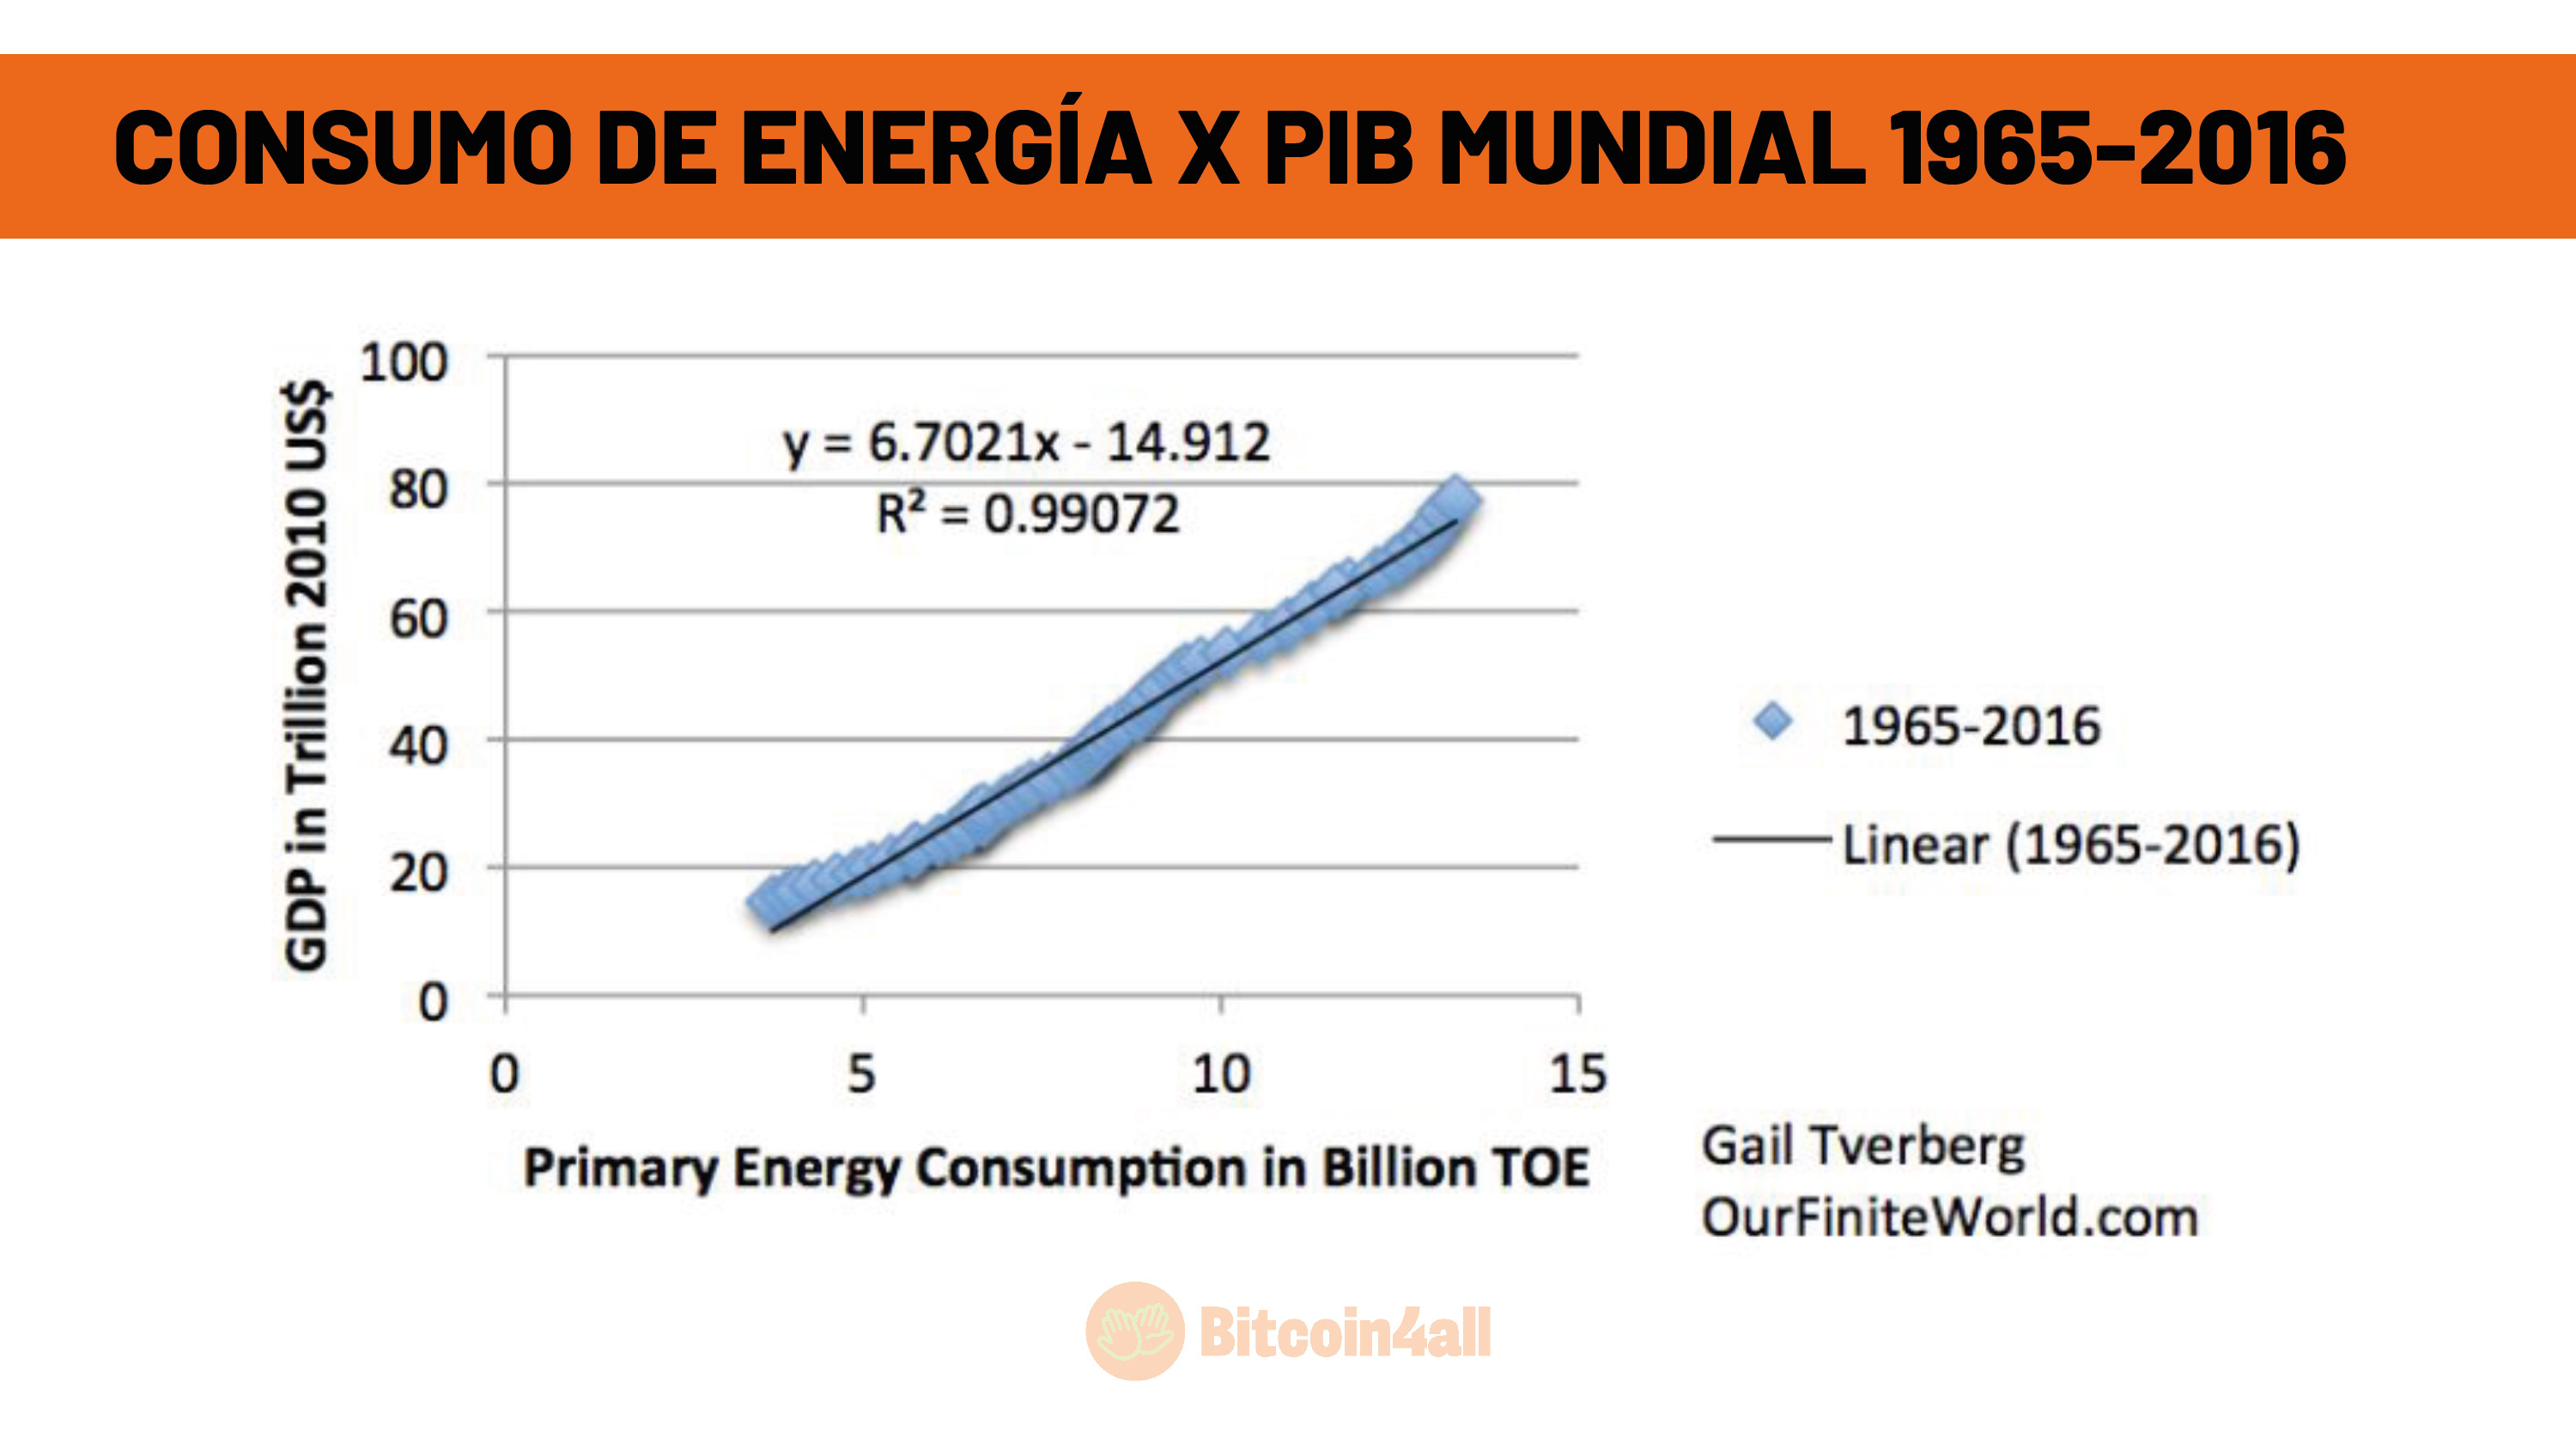 CONSUMO DE ENERGÍA X PIB MUNDIAL 1965-2016
GDP in Trillion 2010 US$
100
80
60
40
20
0
y = 6.7021x - 14.912
R² = 0.99072
0 5 10 15
Primary Energy Consumption in Billion TOE
1965-2016
Linear (1965-2016)
Gail Tverberg
OurFiniteWorld.com
Bitcoin4all